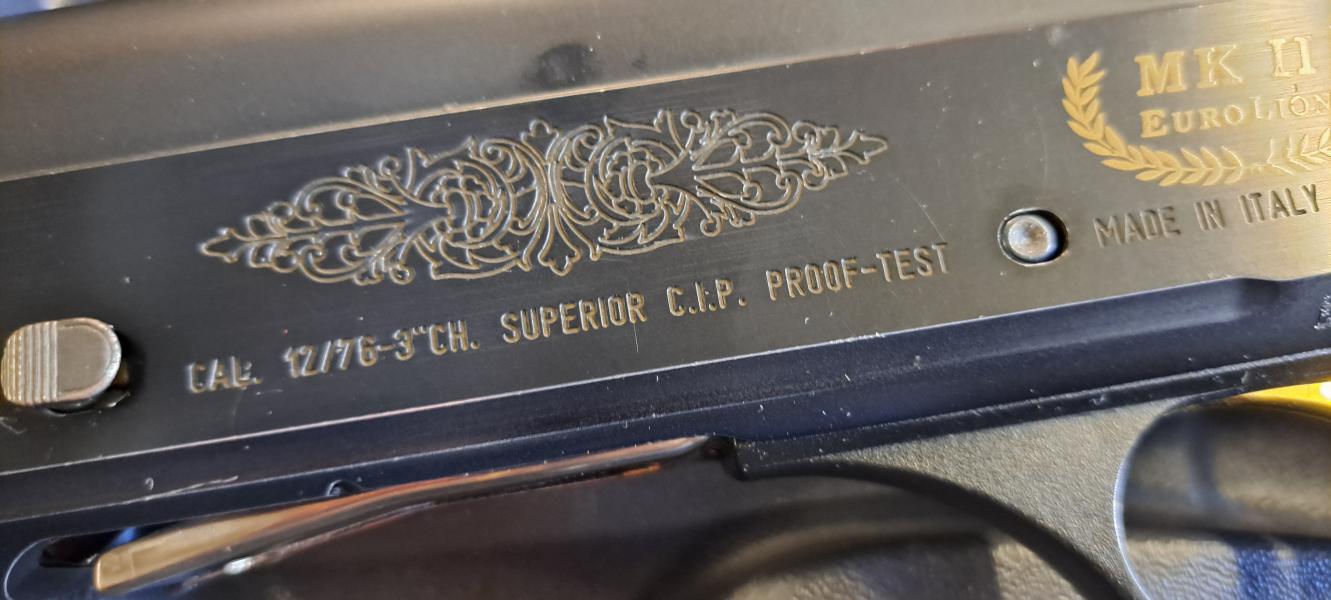 MK II
EUROLION
MADE IN ITALY
CAL. 12/76-3"CH. SUPERIOR C.I.P. PROOF-TEST